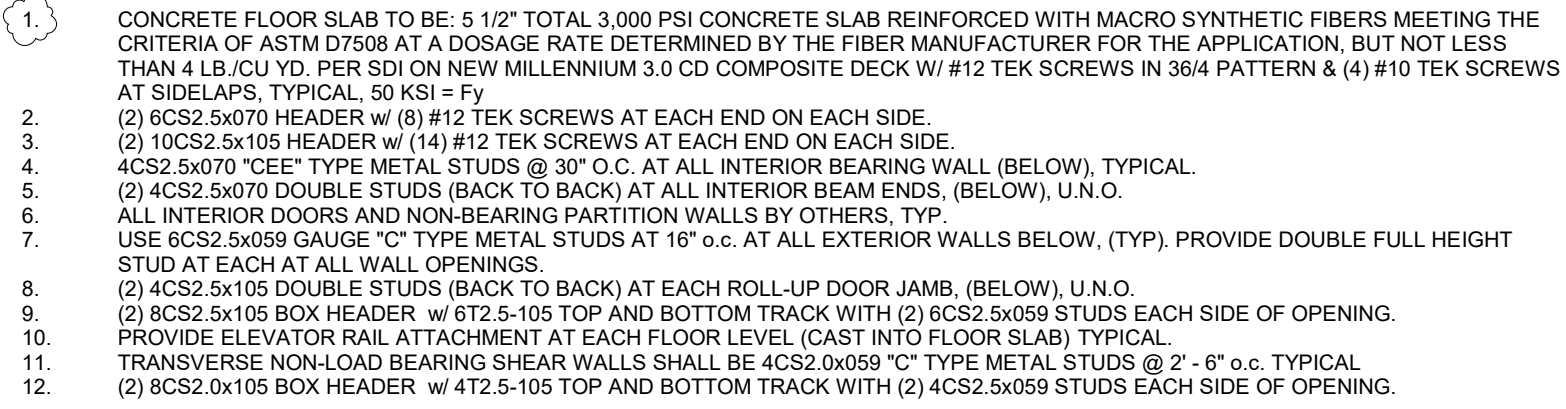 1. CONCRETE FLOOR SLAB TO BE: 5 1/2" TOTAL 3,000 PSI CONCRETE SLAB REINFORCED WITH MACRO SYNTHETIC FIBERS MEETING THE
CRITERIA OF ASTM D7508 AT A DOSAGE RATE DETERMINED BY THE FIBER MANUFACTURER FOR THE APPLICATION, BUT NOT LESS
THAN 4 LB./CU YD. PER SDI ON NEW MILLENNIUM 3.0 CD COMPOSITE DECK W/ #12 TEK SCREWS IN 36/4 PATTERN & (4) #10 TEK SCREWS
AT SIDELAPS, TYPICAL, 50 KSI = Fy
2. (2) 6CS2.5x070 HEADER w/ (8) #12 TEK SCREWS AT EACH END ON EACH SIDE.
3. (2) 10CS2.5x105 HEADER w/ (14) #12 TEK SCREWS AT EACH END ON EACH SIDE.
4. 4CS2.5x070 "CEE" TYPE METAL STUDS @ 30" O.C. AT ALL INTERIOR BEARING WALL (BELOW), TYPICAL.
5. (2) 4CS2.5x070 DOUBLE STUDS (BACK TO BACK) AT ALL INTERIOR BEAM ENDS, (BELOW), U.N.O.
6. ALL INTERIOR DOORS AND NON-BEARING PARTITION WALLS BY OTHERS, TYP.
7. USE 6CS2.5x059 GAUGE "C" TYPE METAL STUDS AT 16" o.c. AT ALL EXTERIOR WALLS BELOW, (TYP). PROVIDE DOUBLE FULL HEIGHT
STUD AT EACH AT ALL WALL OPENINGS.
8. (2) 4CS2.5x105 DOUBLE STUDS (BACK TO BACK) AT EACH ROLL-UP DOOR JAMB, (BELOW), U.N.O.
9. (2) 8CS2.5x105 BOX HEADER w/ 6T2.5-105 TOP AND BOTTOM TRACK WITH (2) 6CS2.5x059 STUDS EACH SIDE OF OPENING.
10. PROVIDE ELEVATOR RAIL ATTACHMENT AT EACH FLOOR LEVEL (CAST INTO FLOOR SLAB) TYPICAL.
11. TRANSVERSE NON-LOAD BEARING SHEAR WALLS SHALL BE 4CS2.0x059 "C" TYPE METAL STUDS @ 2' - 6" o.c. TYPICAL
12. (2) 8CS2.0x105 BOX HEADER w/ 4T2.5-105 TOP AND BOTTOM TRACK WITH (2) 4CS2.5x059 STUDS EACH SIDE OF OPENING.